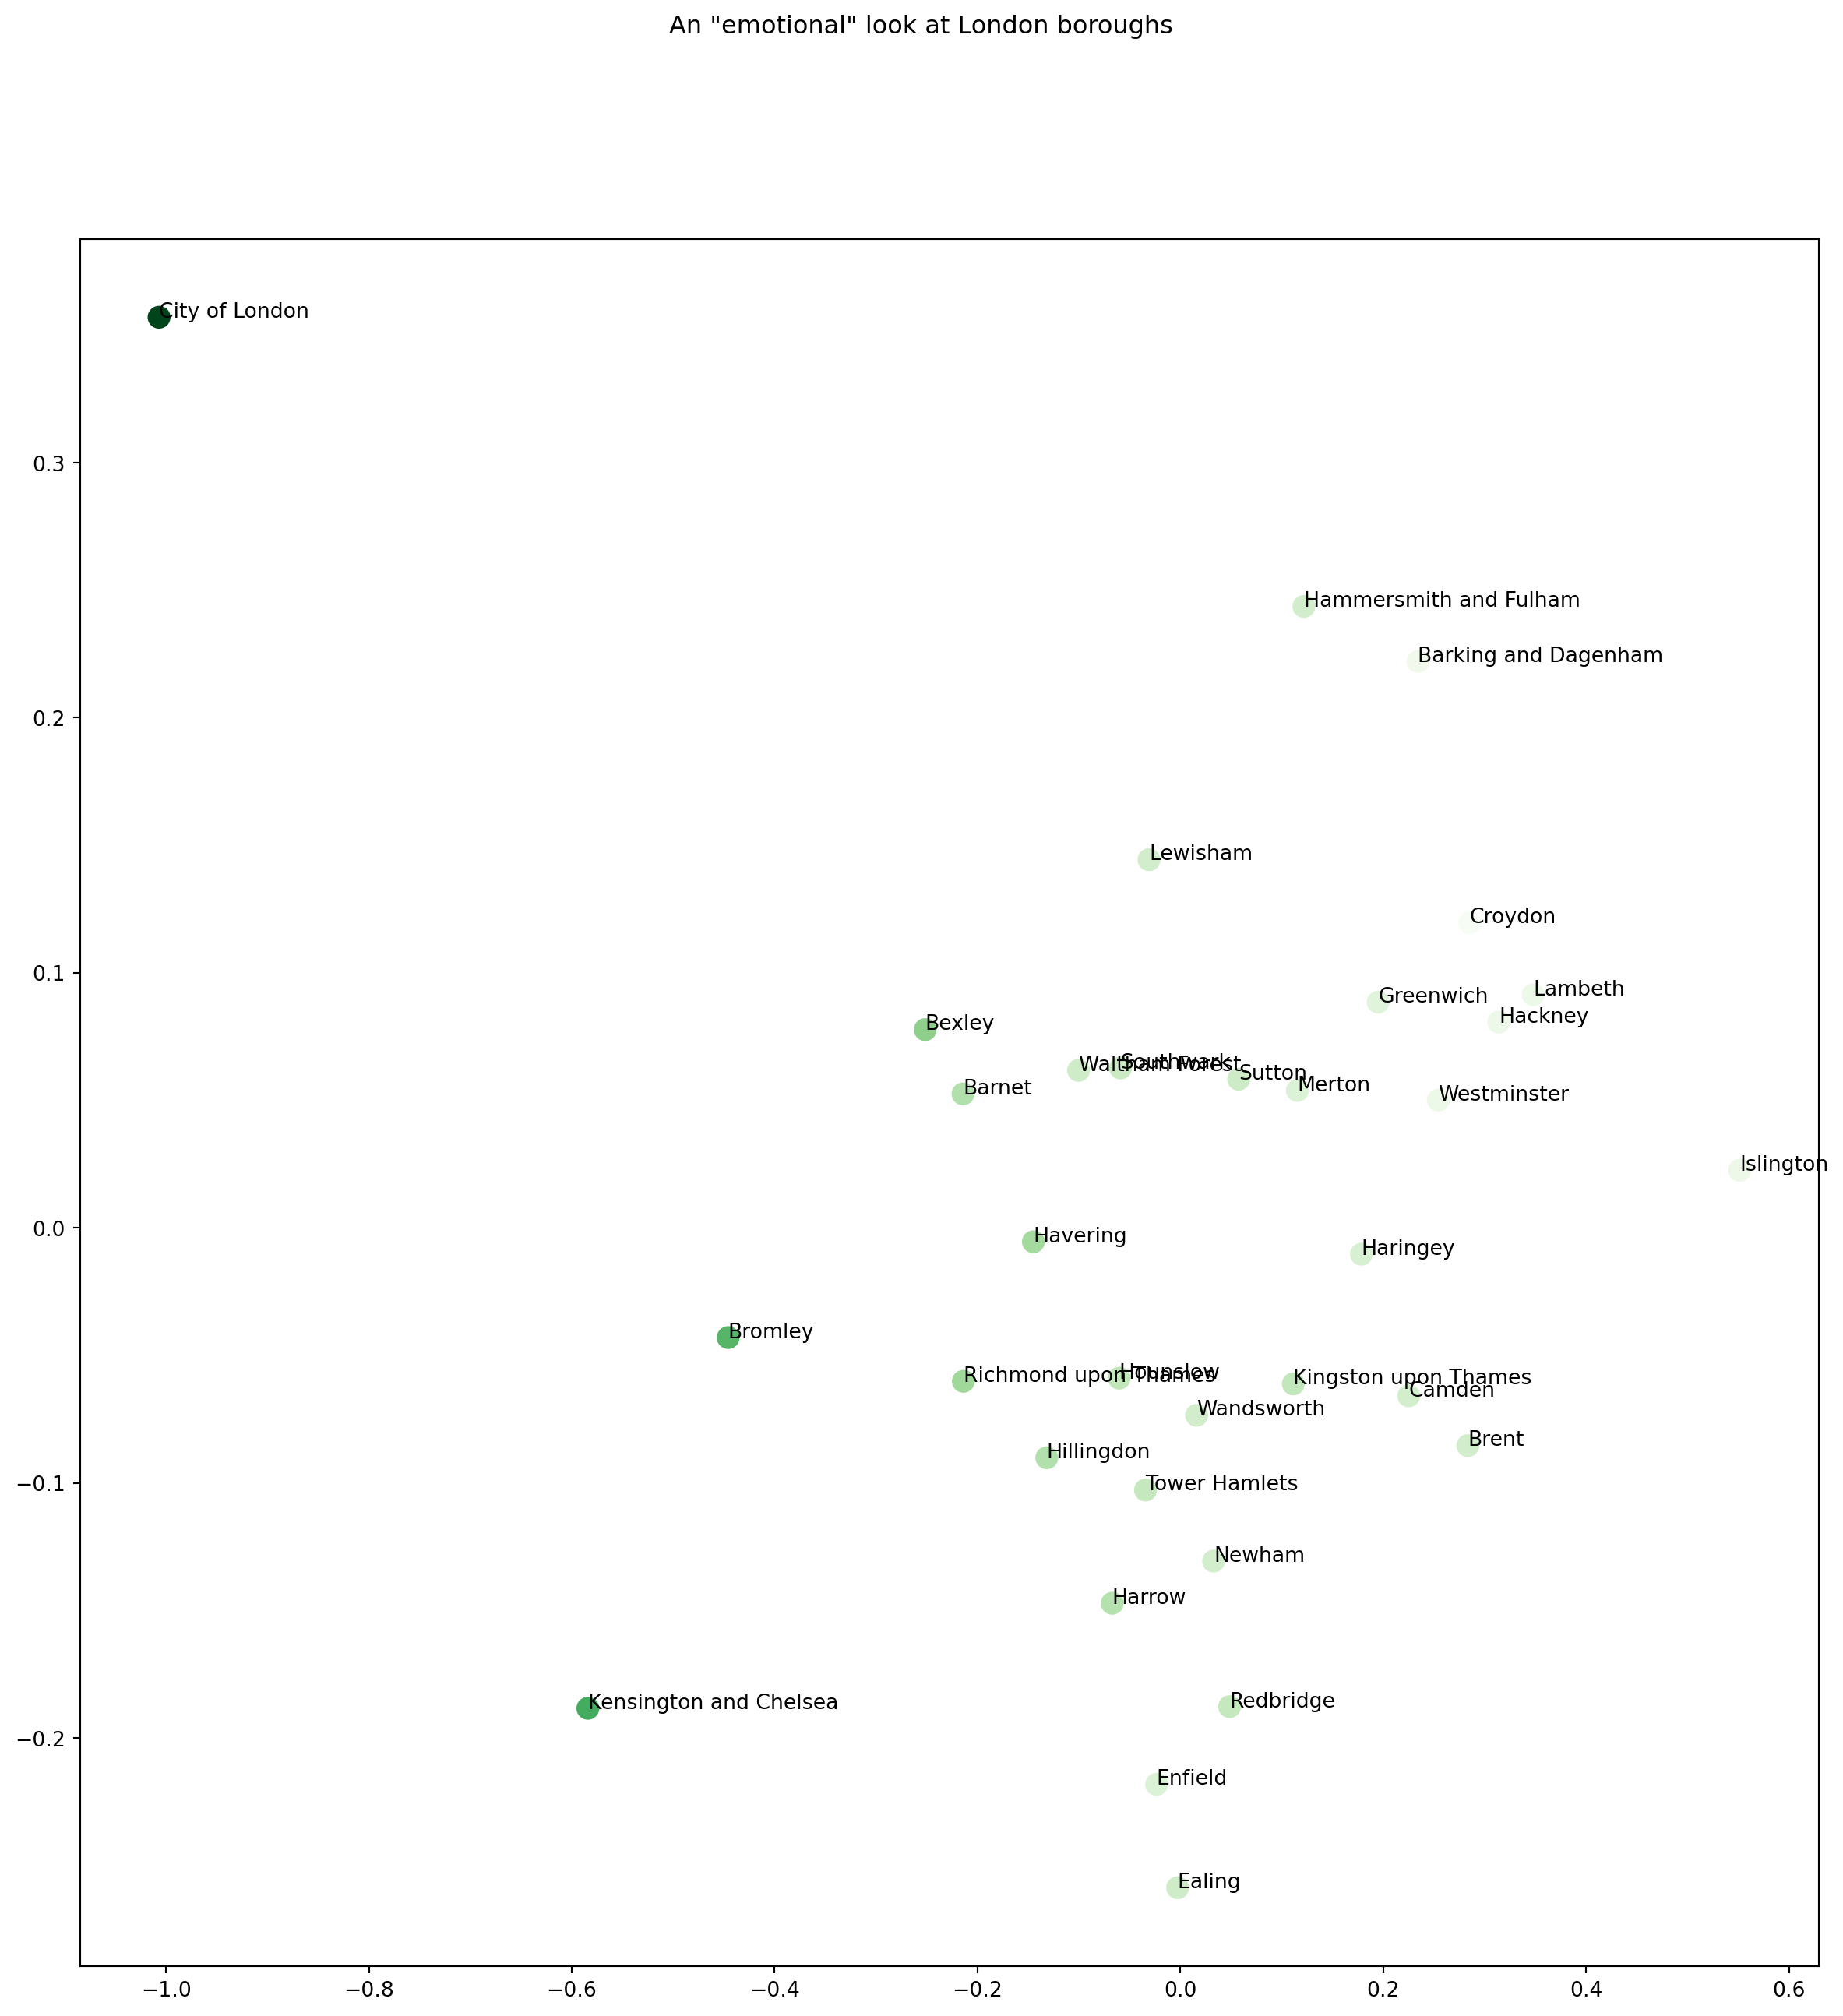 An "emotional" look at London boroughs
City of London
0.3
Hammersmith and Fulham
Barking and Dagenham
0.2
Lewisham
Croydon
0.1
Lambeth
Greenwich
Hackney
Bexley
Waltham Forest
Southwark
Sutton
Barnet
Merton
Westminster
Islington
0.0
Havering
Haringey
Bromley
Richmond upon Thames
Hounslow
Kingston upon Thames
Camden
Wandsworth
Brent
Hillingdon
−0.1
Tower Hamlets
Newham
Harrow
Kensington and Chelsea
Redbridge
−0.2
Enfield
Ealing
−1.0 −0.8 −0.6 −0.4 −0.2 0.0 0.2 0.4 0.6